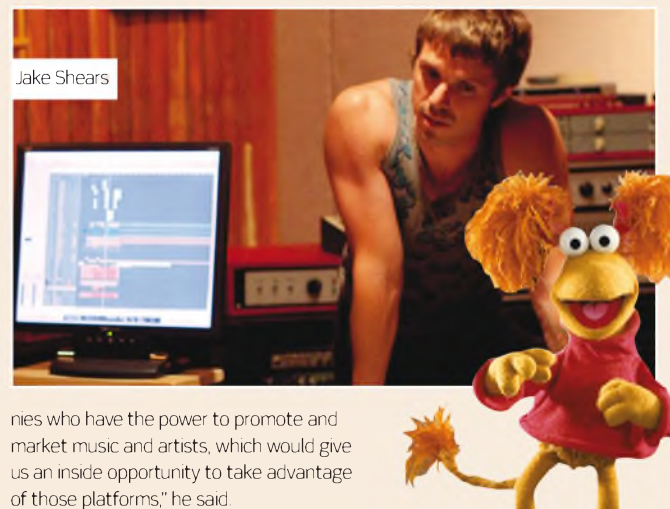 Jake Shears
nies who have the power to promote and
market music and artists, which would give
us an inside opportunity to take advantage
of those platforms," he said.